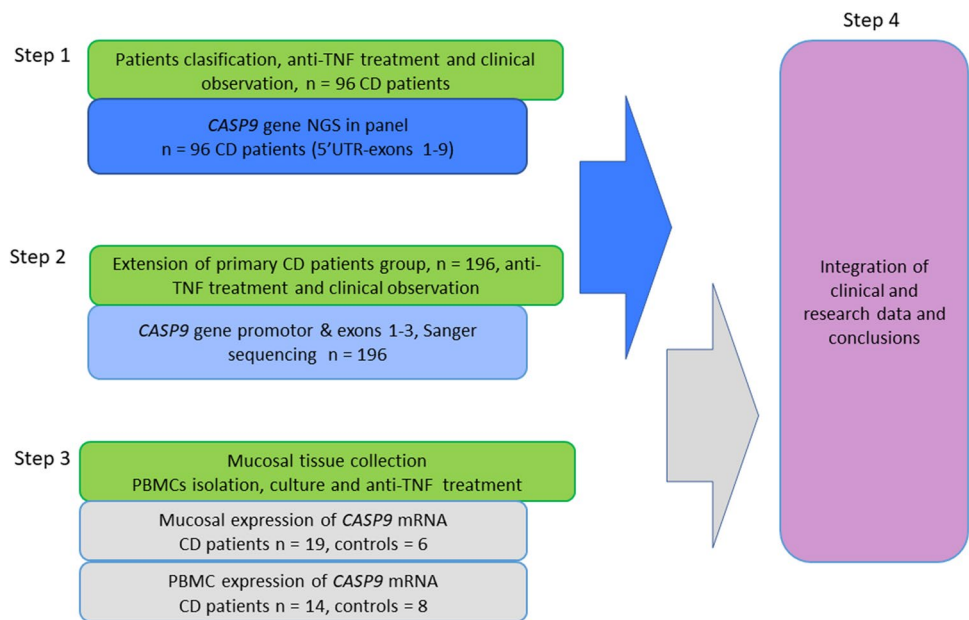 Step 1
Patients clasification, anti-TNF treatment and clinical
observation, n = 96 CD patients
CASP9 gene NGS in panel
n = 96 CD patients (5'UTR-exons 1-9)
Step 2
Extension of primary CD patients group, n = 196, anti-
TNF treatment and clinical observation
CASP9 gene promotor & exons 1-3, Sanger
sequencing n = 196
Step 3
Mucosal tissue collection
PBMCs isolation, culture and anti-TNF treatment
Mucosal expression of CASP9 mRNA
CD patients n = 19, controls = 6
PBMC expression of CASP9 mRNA
CD patients n = 14, controls = 8
Step 4
Integration of
clinical and
research data and
conclusions